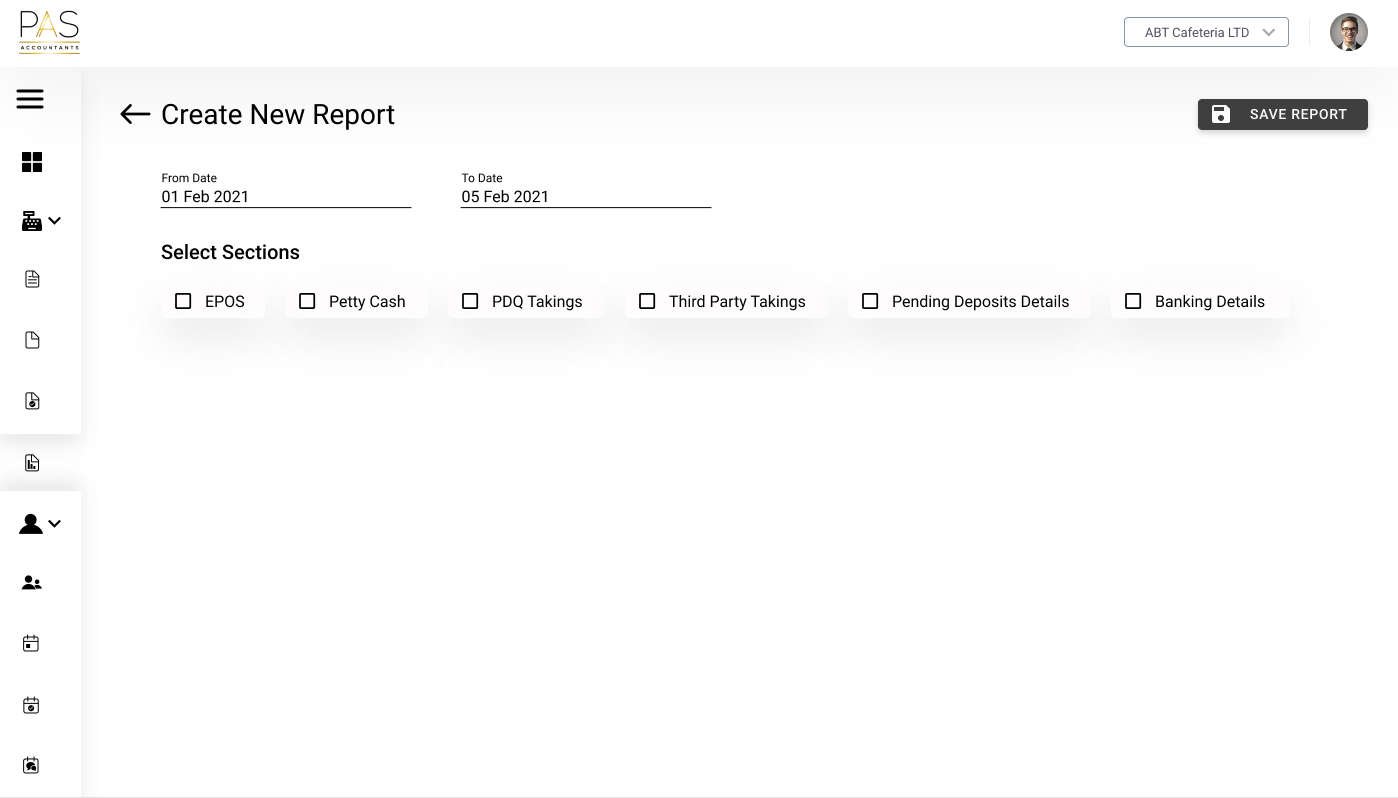 PAS
ACCOUNTANTS
ABT Cafeteria LTD
Create New Report
SAVE REPORT
From Date
To Date
01 Feb 2021
05 Feb 2021
Select Sections
EPOS
Petty Cash
PDQ Takings
Third Party Takings
Pending Deposits Details
Banking Details